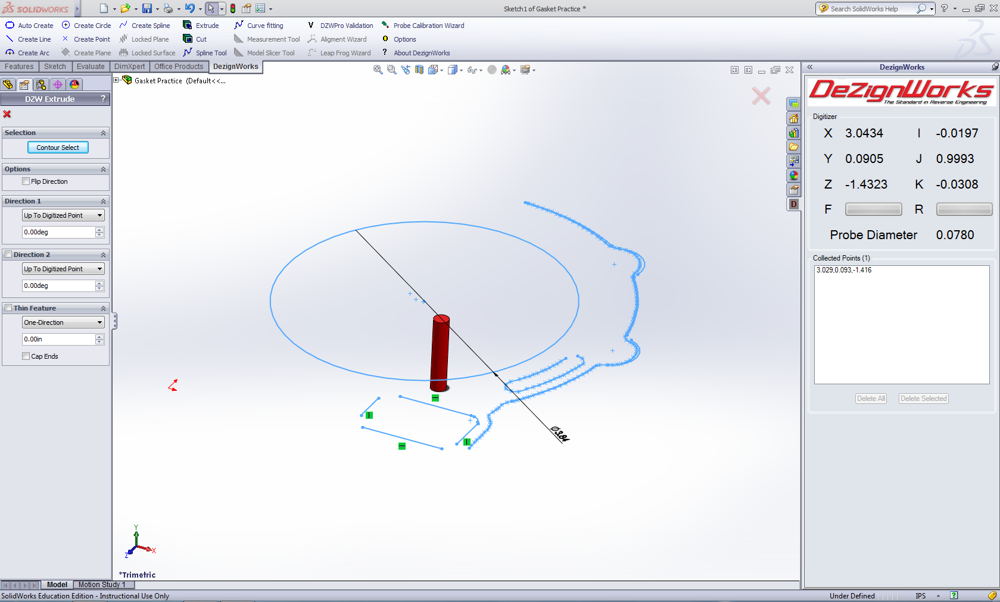 SOLIDWORKS
Sketch1 of Gasket Practice *
Search SolidWorks Help
Auto Create
Create Circle
Create Spline
Extrude
Curve fitting
DZWPro Validation
Probe Calibration Wizard
Create Line
Create Point
Locked Plane
Cut
Measurement Tool
Aligment Wizard
Options
Create Arc
Create Plane
Locked Surface
Spline Tool
Model Slicer Tool
Leap Frog Wizard
About DezignWorks
Features
Sketch
Evaluate
DimXpert
Office Products
DezignWorks
Gasket Practice (Default<<...
DZW Extrude
?
Selection
Contour Select
Options
Flip Direction
Direction 1
Up To Digitized Point
0.00deg
Direction 2
Up To Digitized Point
0.00deg
Thin Feature
One-Direction
0.00in
Cap Ends
Ø3.84
Y
X
Z
*Trimetric
DezignWorks
DeZignWorks
The Standard in Reverse Engineering
Digitizer
X 3.0434 I -0.0197
Y 0.0905 J 0.9993
Z -1.4323 K -0.0308
F R
Probe Diameter 0.0780
Collected Points (1)
3.029,0.093,-1.416
Delete All
Delete Selected
D
Model
Motion Study 1
SolidWorks Education Edition - Instructional Use Only
Under Defined
IPS